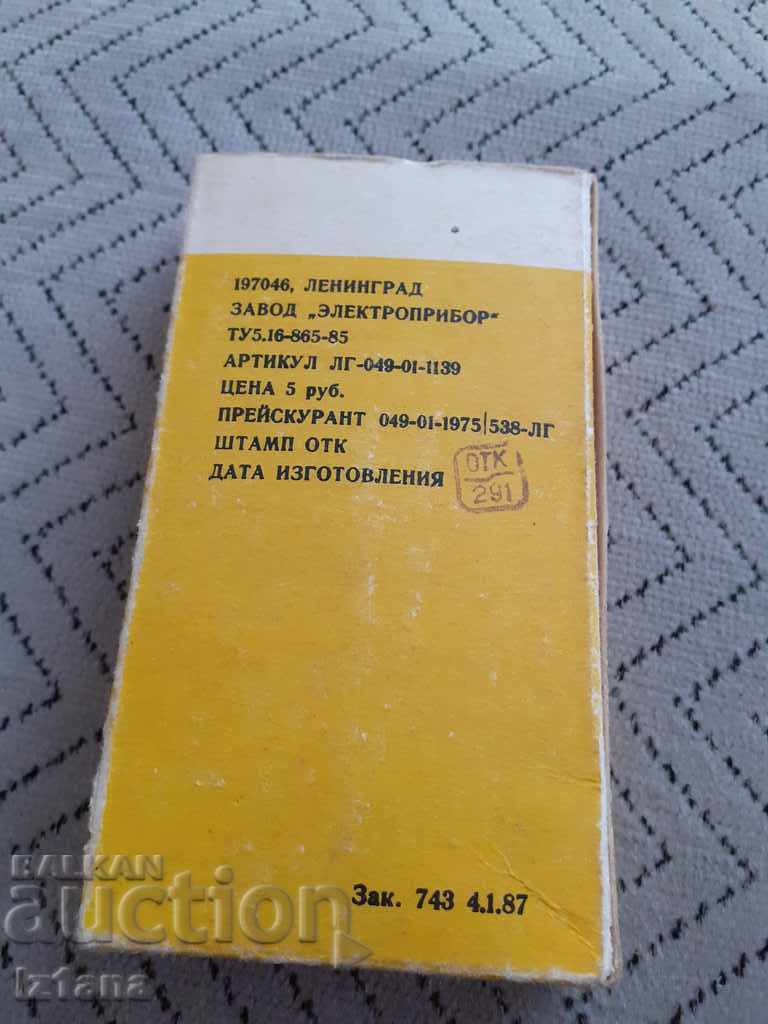 197046, ЛЕНИНГРАД
ЗАВОД „ЭЛЕКТРОПРИБОР“
ТУ5.16-865-85
АРТИКУЛ ЛГ-049-01-1139
ЦЕНА 5 руб.
ПРЕЙСКУРАНТ 049-01-1975/538-ЛГ
ШТАМП ОТК
ДАТА ИЗГОТОВЛЕНИЯ
ОТК
291
Зак. 743 4.1.87
BALKAN
auction
Iztana